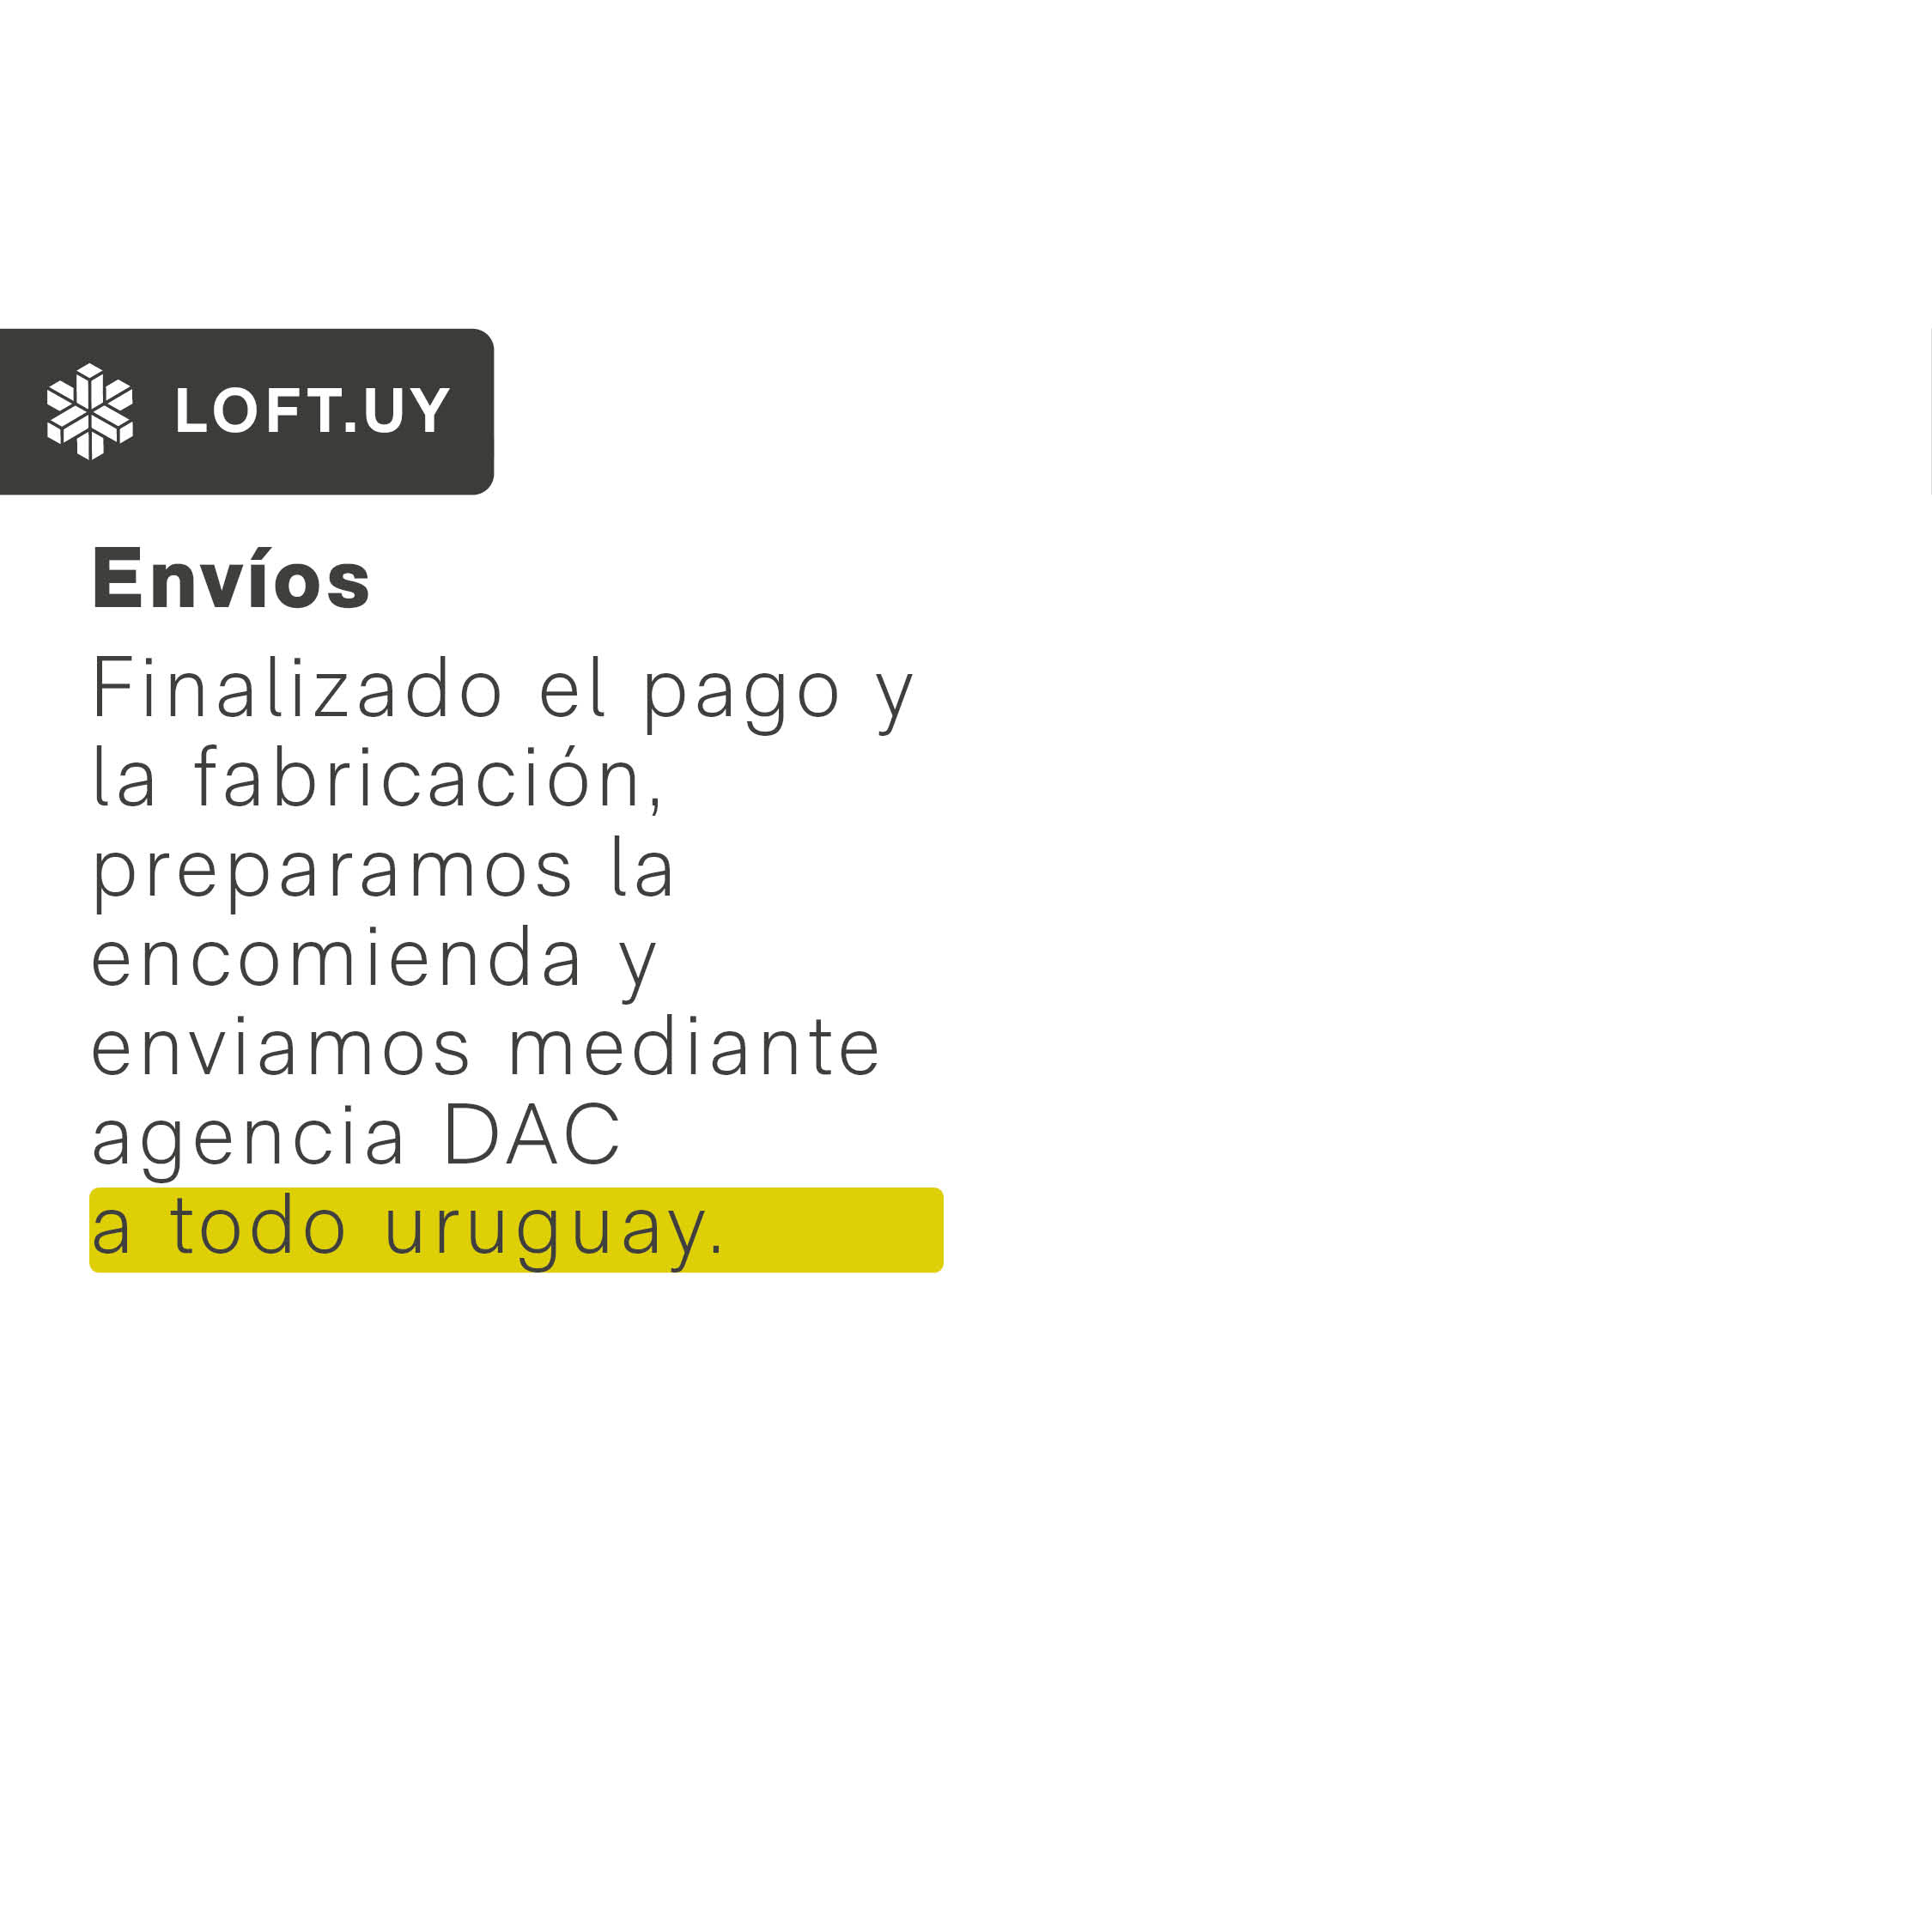 LOFT.UY
Envíos
Finalizado el pago y
la fabricación,
preparamos la
encomienda y
enviamos mediante
agencia DAC
a todo uruguay.